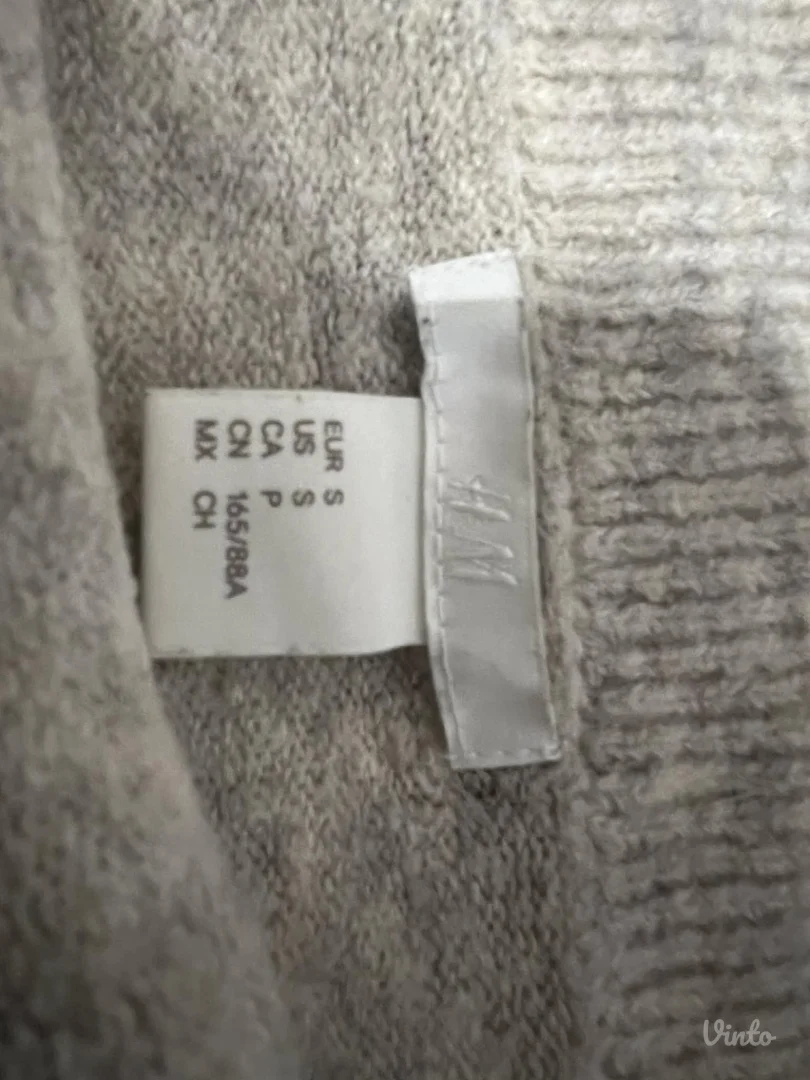 H&M
EUR S
US S
CA P
CN 165/88A
MX CH
Vinto